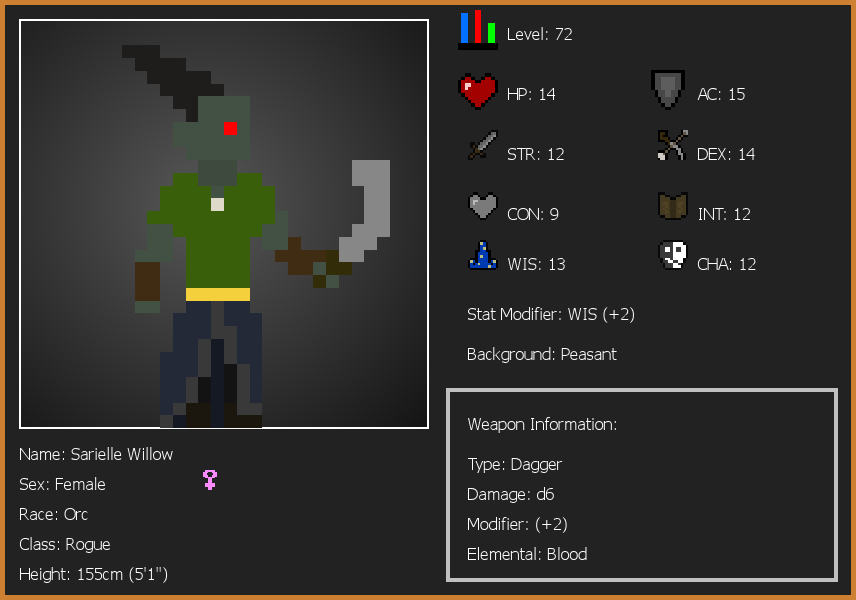 Level: 72
HP: 14
AC: 15
STR: 12
DEX: 14
CON: 9
INT: 12
WIS: 13
CHA: 12
Stat Modifier: WIS (+2)
Background: Peasant
Weapon Information:
Type: Dagger
Damage: d6
Modifier: (+2)
Elemental: Blood
Name: Sarielle Willow
Sex: Female
Race: Orc
Class: Rogue
Height: 155cm (5'1")